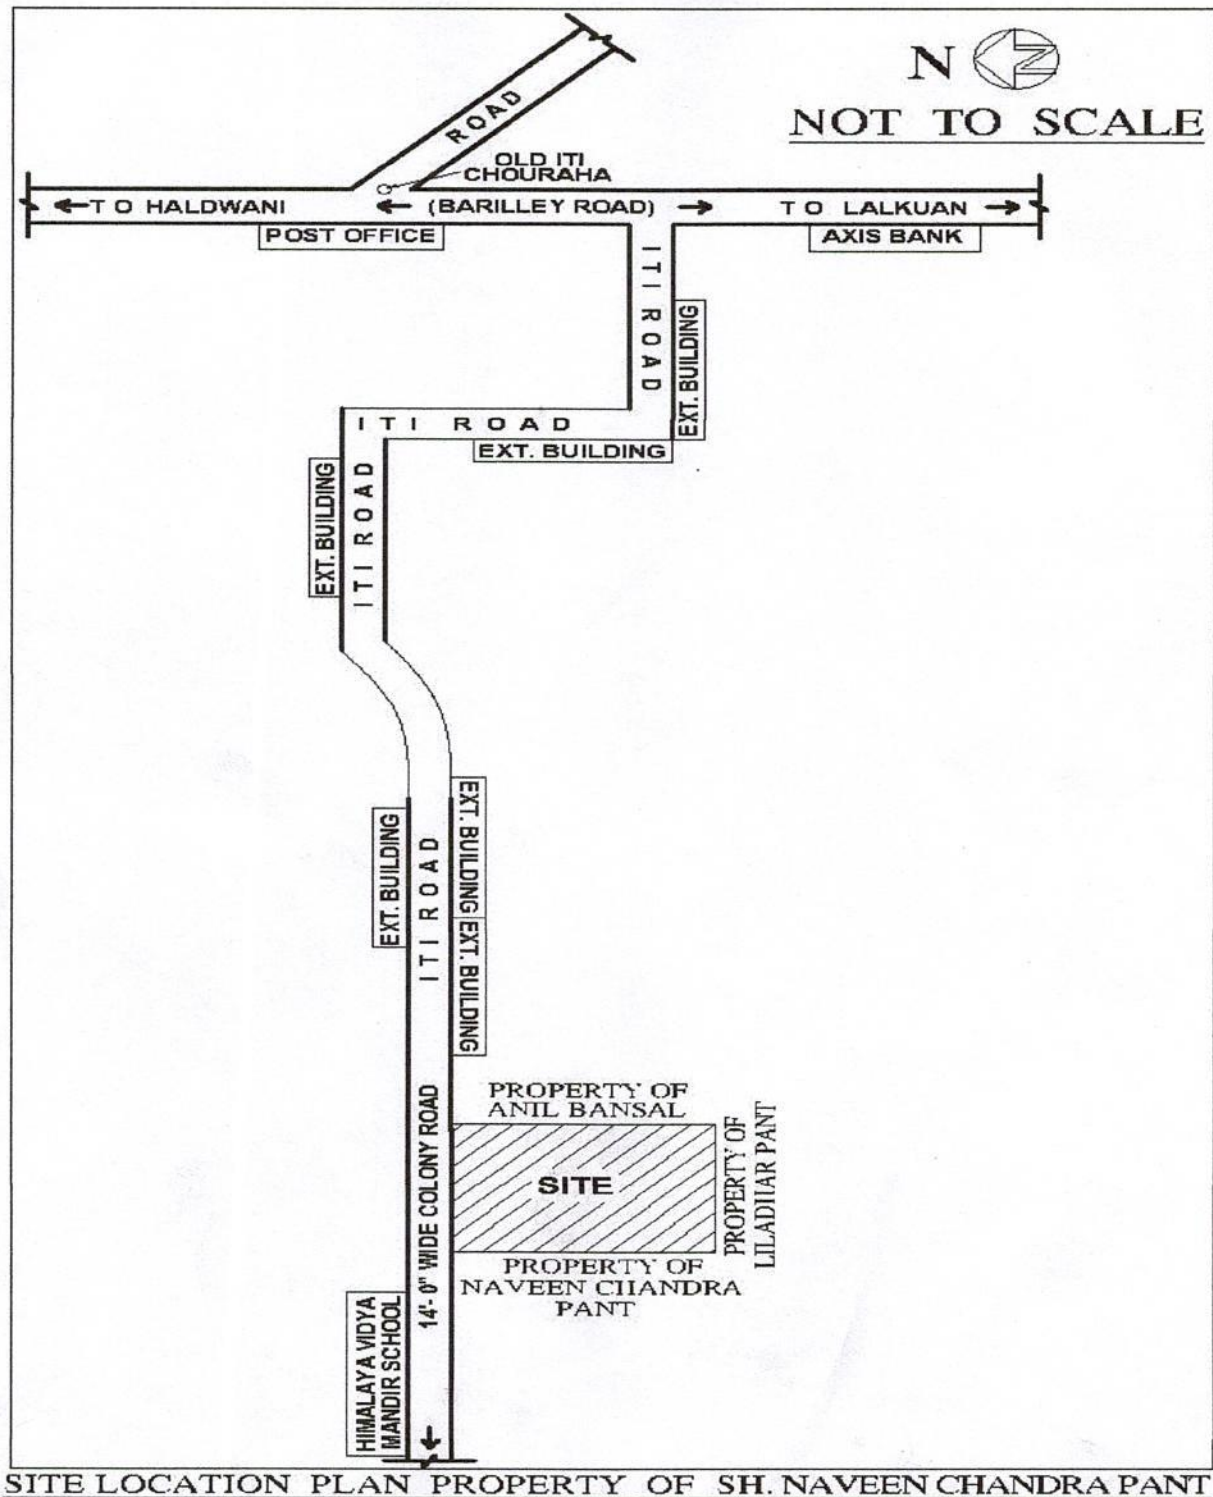 N N
NOT TO SCALE
ROAD
OLD ITI
CHOURAHA
TO HALDWANI
(BARILLEY ROAD)
TO LALKUAN
POST OFFICE
AXIS BANK
ITI ROAD
EXT. BUILDING
ITI ROAD
EXT. BUILDING
EXT. BUILDING
ITI ROAD
EXT. BUILDING
ITI ROAD
EXT. BUILDING
EXT. BUILDING
14'-0" WIDE COLONY ROAD
PROPERTY OF
ANIL BANSAL
SITE
PROPERTY OF
LILADHAR PANT
PROPERTY OF
NAVEEN CHANDRA
PANT
HIMALAYA VIDYA
MANDIR SCHOOL
SITE LOCATION PLAN PROPERTY OF SH. NAVEEN CHANDRA PANT